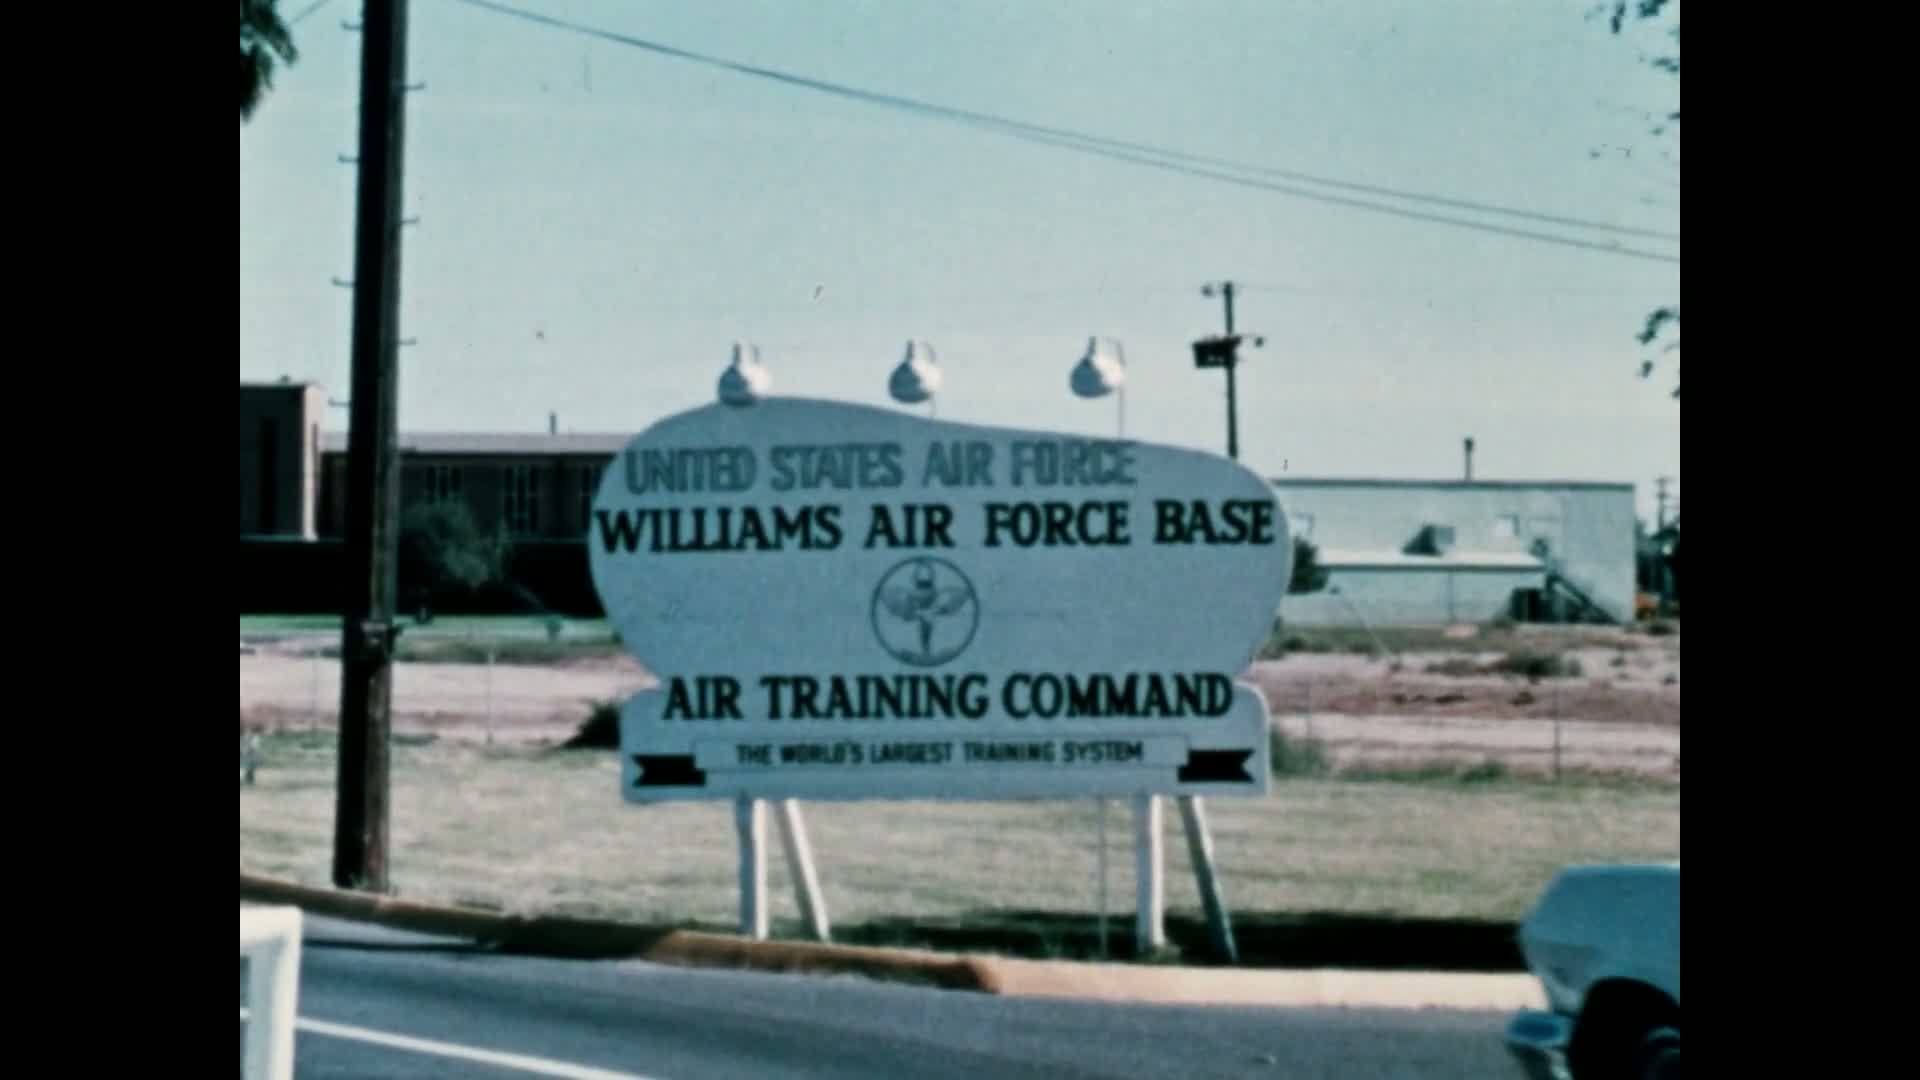 UNITED STATES AIR FORCE
WILLIAMS AIR FORCE BASE
AIR TRAINING COMMAND
THE WORLD'S LARGEST TRAINING SYSTEM